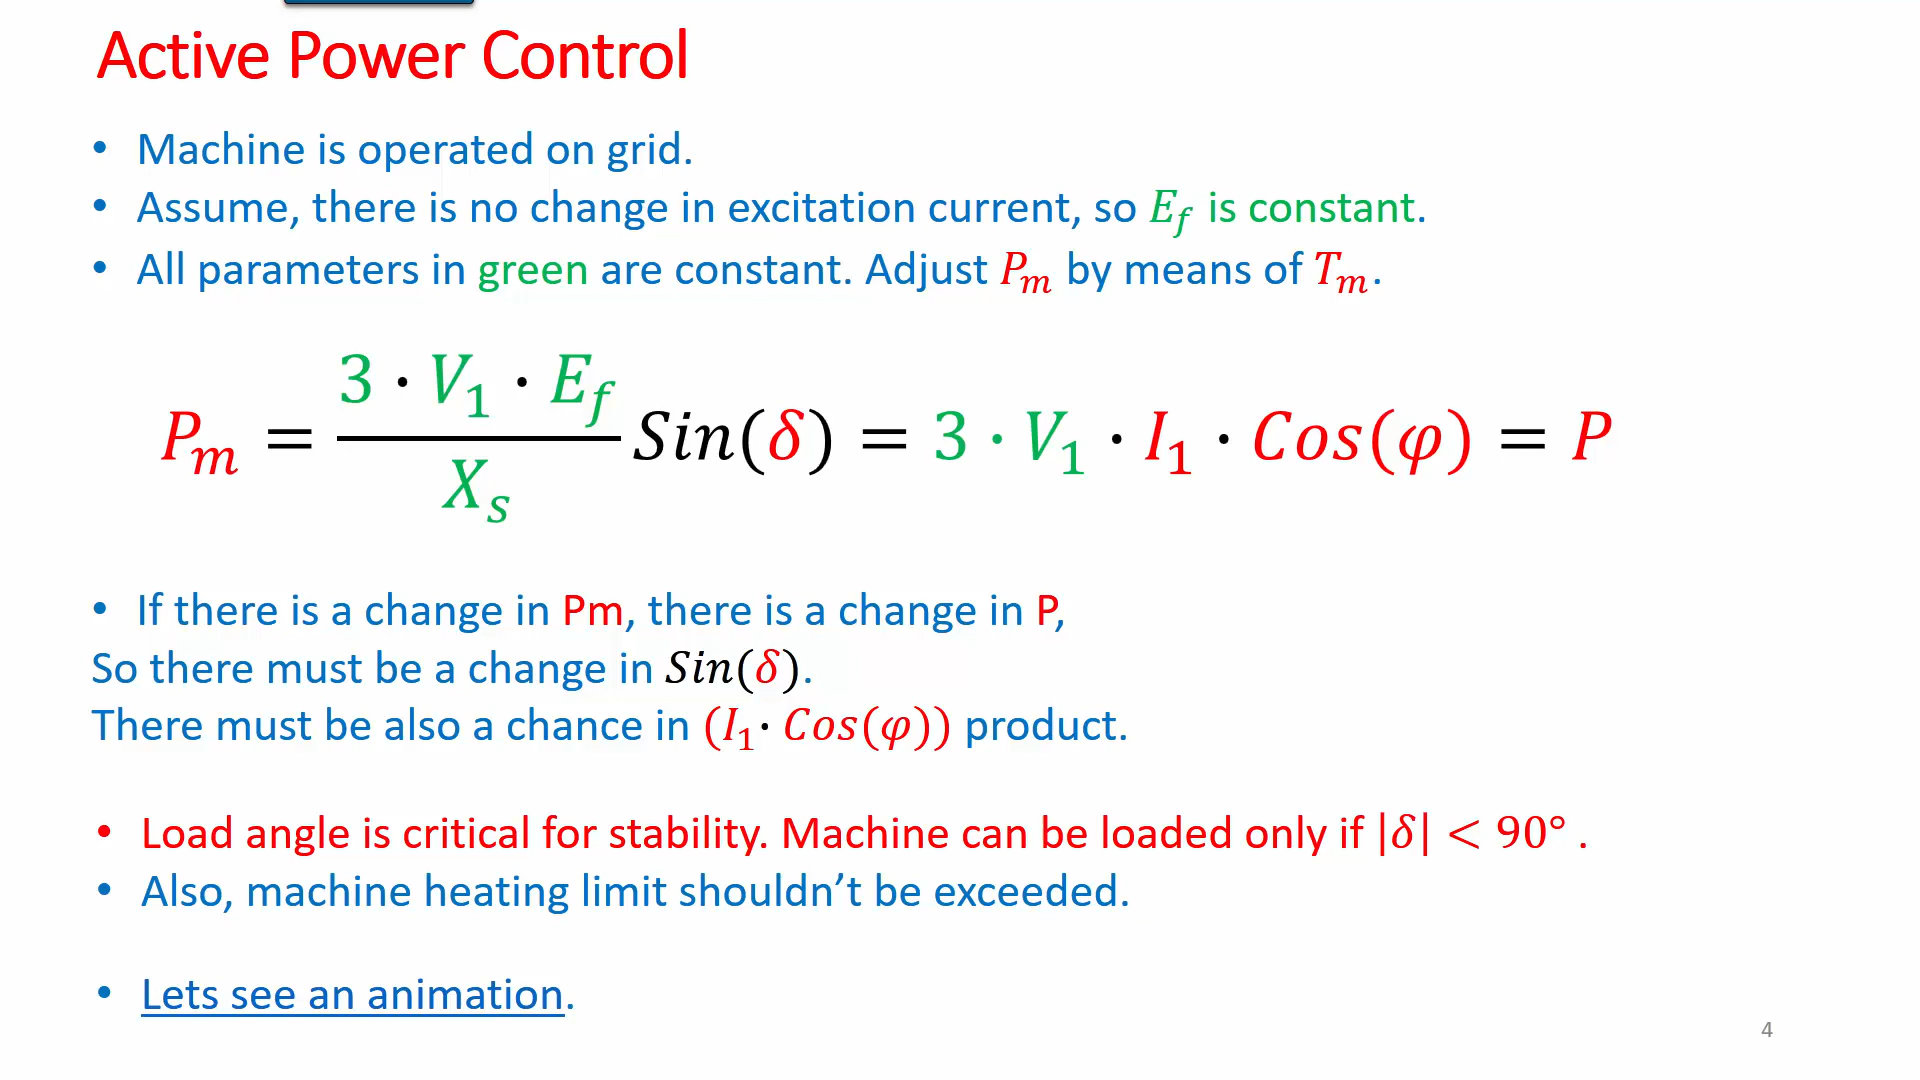 Active Power Control
• Machine is operated on grid.
• Assume, there is no change in excitation current, so E_f is constant.
• All parameters in green are constant. Adjust P_m by means of T_m.
P_m = (3 · V_1 · E_f) / X_s Sin(δ) = 3 · V_1 · I_1 · Cos(φ) = P
• If there is a change in Pm, there is a change in P,
So there must be a change in Sin(δ).
There must be also a chance in (I_1 · Cos(φ)) product.
• Load angle is critical for stability. Machine can be loaded only if |δ| < 90° .
• Also, machine heating limit shouldn’t be exceeded.
• Lets see an animation.
4